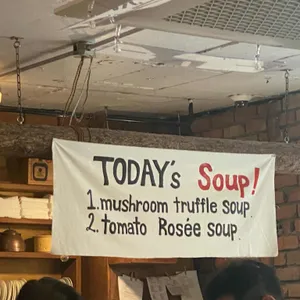 TODAY's Soup!
1. mushroom truffle soup.
2. tomato Rosée soup.